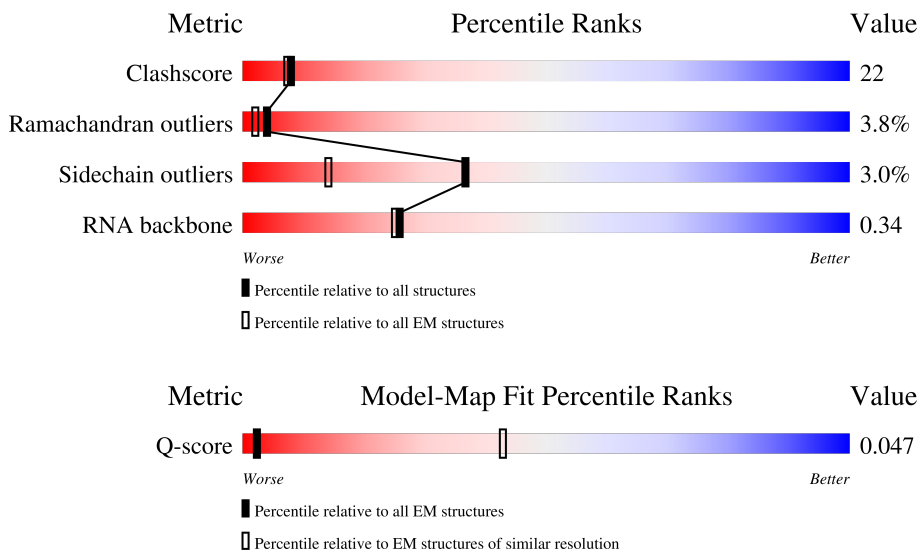 Metric Percentile Ranks Value
Clashscore 22
Ramachandran outliers 3.8%
Sidechain outliers 3.0%
RNA backbone 0.34
Worse Better
Percentile relative to all structures
Percentile relative to all EM structures
Metric Model-Map Fit Percentile Ranks Value
Q-score 0.047
Worse Better
Percentile relative to all EM structures
Percentile relative to EM structures of similar resolution